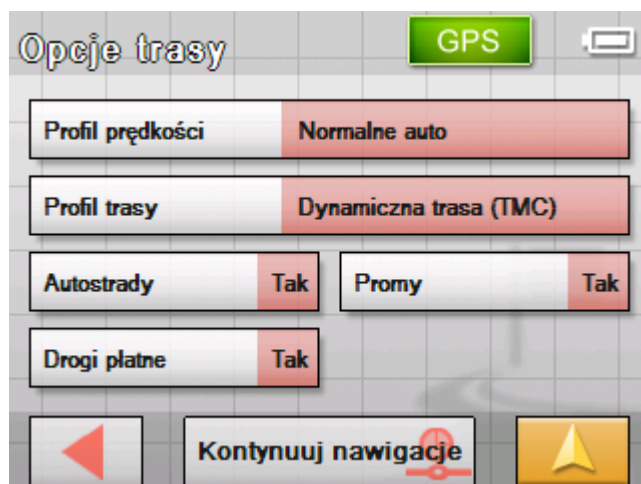 Opcje trasy GPS
Profil prędkości Normalne auto
Profil trasy Dynamiczna trasa (TMC)
Autostrady Tak Promy Tak
Drogi płatne Tak
Kontynuuj nawigacje